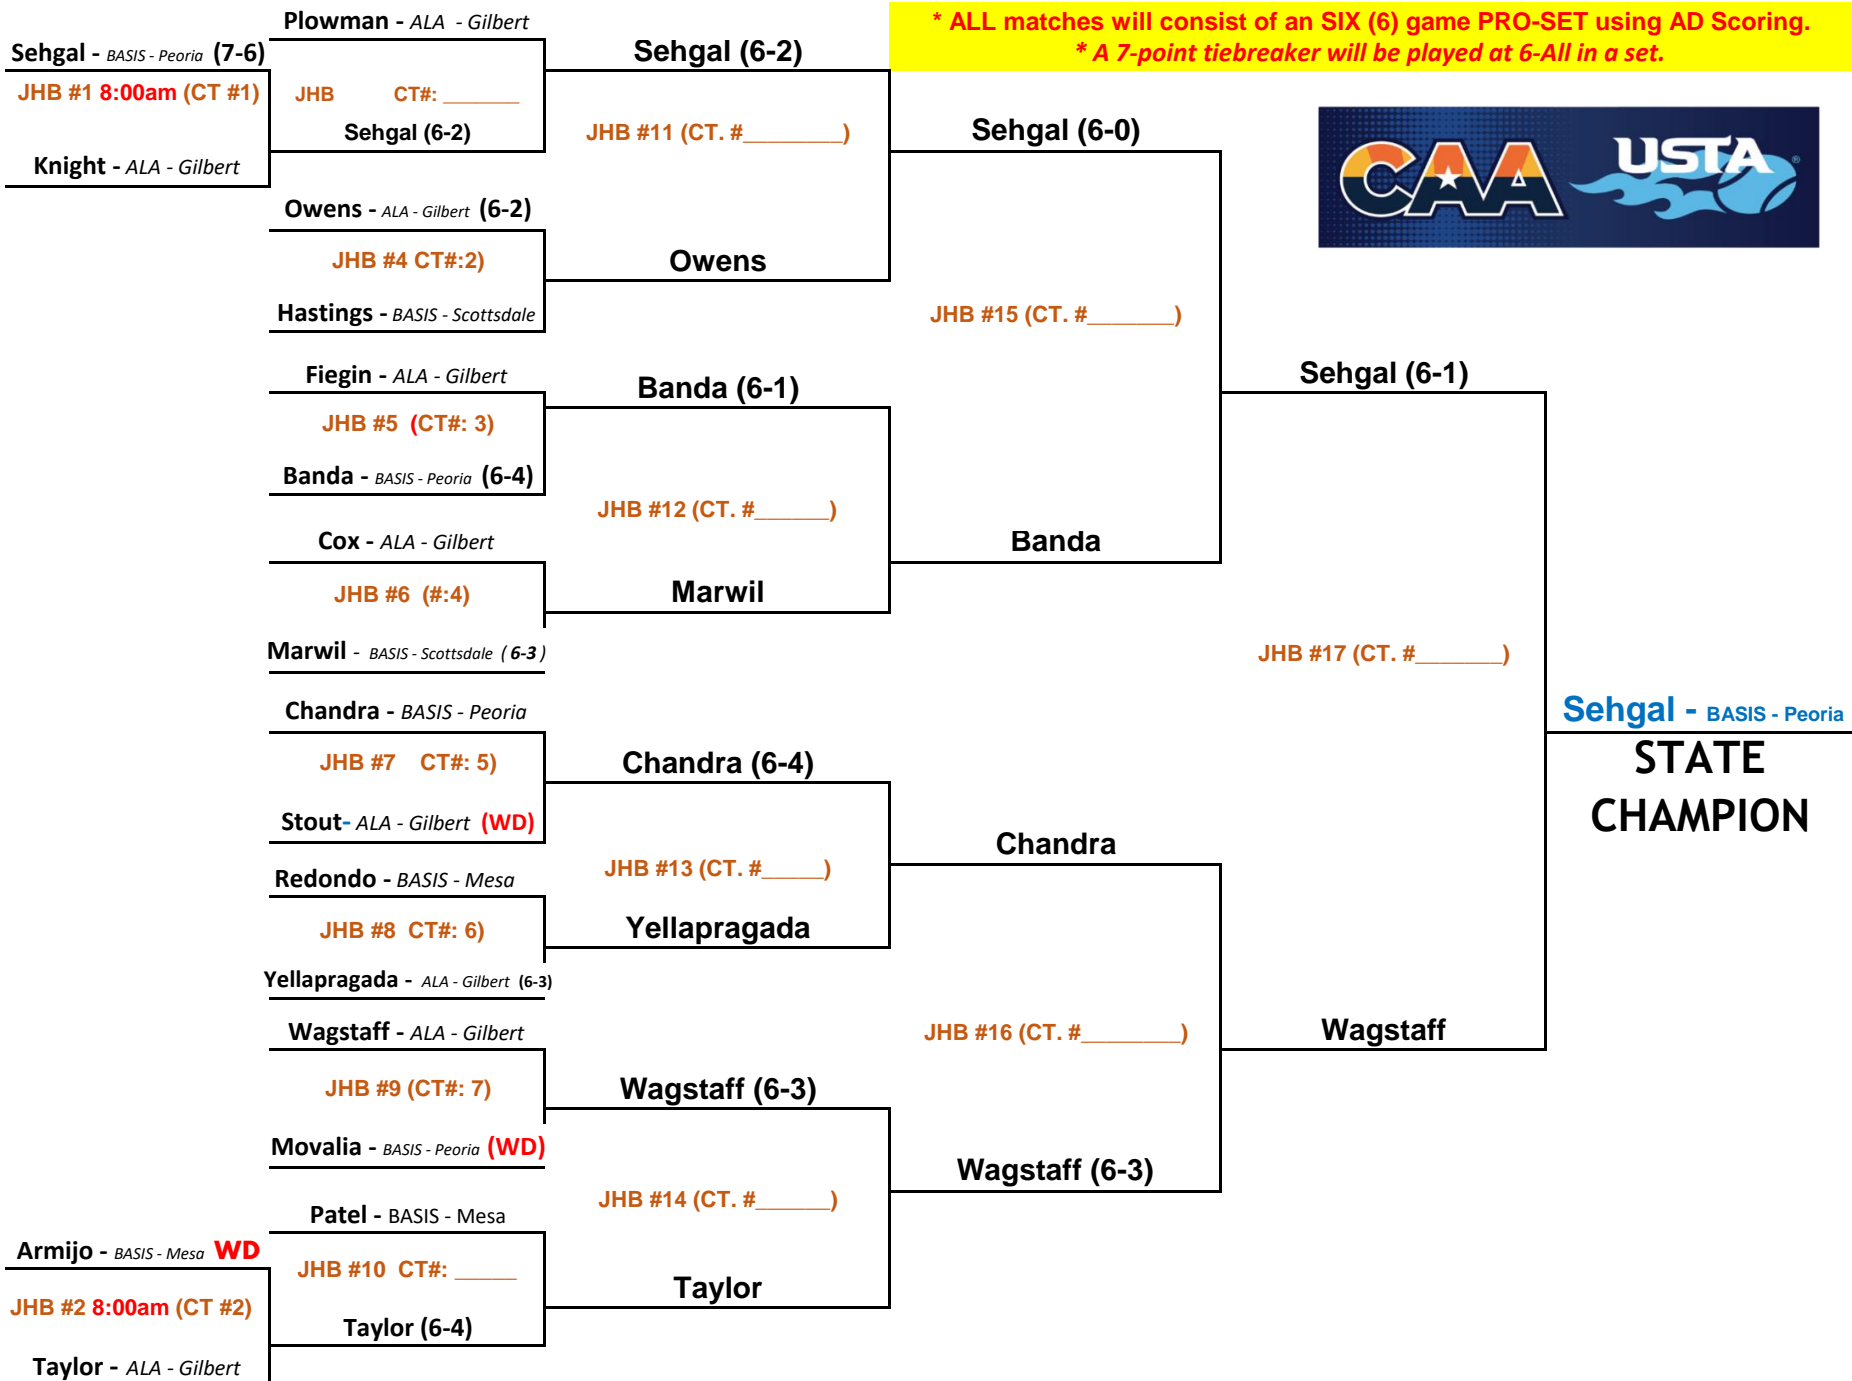 * ALL matches will consist of an SIX (6) game PRO-SET using AD Scoring.
* A 7-point tiebreaker will be played at 6-All in a set.
CAA USTA®
Sehgal - BASIS - Peoria (7-6)
JHB #1 8:00am (CT #1)
Knight - ALA - Gilbert
Armijo - BASIS - Mesa WD
JHB #2 8:00am (CT #2)
Taylor - ALA - Gilbert
Plowman - ALA - Gilbert
JHB CT#: ______
Sehgal (6-2)
Owens - ALA - Gilbert (6-2)
JHB #4 CT#:2)
Hastings - BASIS - Scottsdale
Fiegin - ALA - Gilbert
JHB #5 (CT#: 3)
Banda - BASIS - Peoria (6-4)
Cox - ALA - Gilbert
JHB #6 (#:4)
Marwil - BASIS - Scottsdale ( 6-3 )
Chandra - BASIS - Peoria
JHB #7 CT#: 5)
Stout- ALA - Gilbert (WD)
Redondo - BASIS - Mesa
JHB #8 CT#: 6)
Yellapragada - ALA - Gilbert (6-3)
Wagstaff - ALA - Gilbert
JHB #9 (CT#: 7)
Movalia - BASIS - Peoria (WD)
Patel - BASIS - Mesa
JHB #10 CT#: _____
Taylor (6-4)
Sehgal (6-2)
JHB #11 (CT. #________)
Owens
Banda (6-1)
JHB #12 (CT. #______)
Marwil
Chandra (6-4)
JHB #13 (CT. #_____)
Yellapragada
Wagstaff (6-3)
JHB #14 (CT. #______)
Taylor
Sehgal (6-0)
JHB #15 (CT. #_______)
Banda
Chandra
JHB #16 (CT. #________)
Wagstaff (6-3)
Sehgal (6-1)
JHB #17 (CT. #_______)
Wagstaff
Sehgal - BASIS - Peoria
STATE
CHAMPION